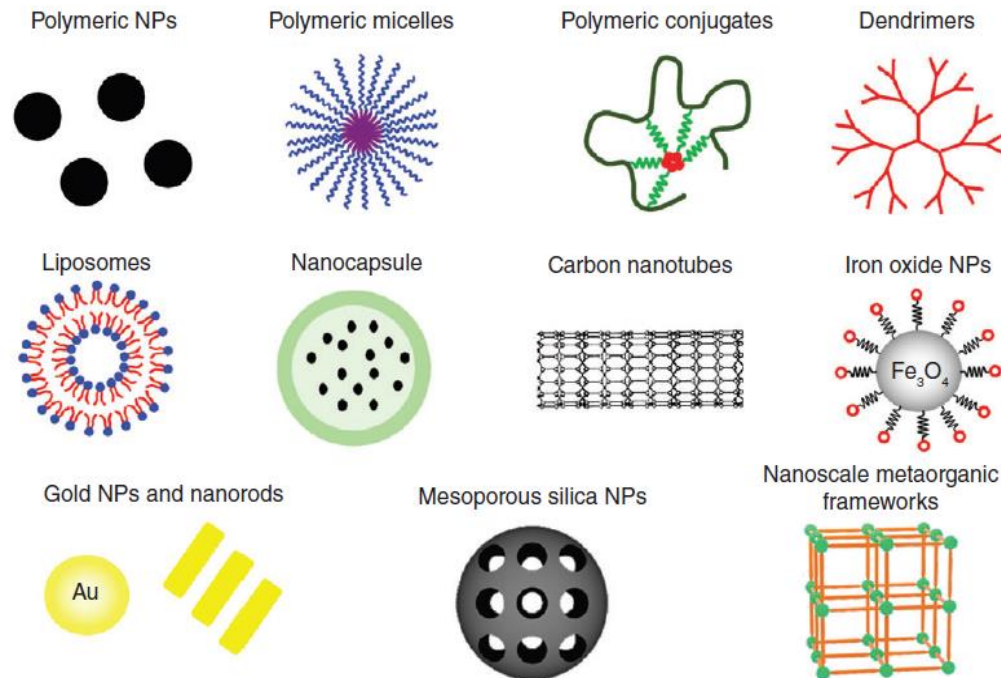 Polymeric NPs
Polymeric micelles
Polymeric conjugates
Dendrimers
Liposomes
Nanocapsule
Carbon nanotubes
Iron oxide NPs
Fe₃O₄
Gold NPs and nanorods
Au
Mesoporous silica NPs
Nanoscale metaorganic
frameworks